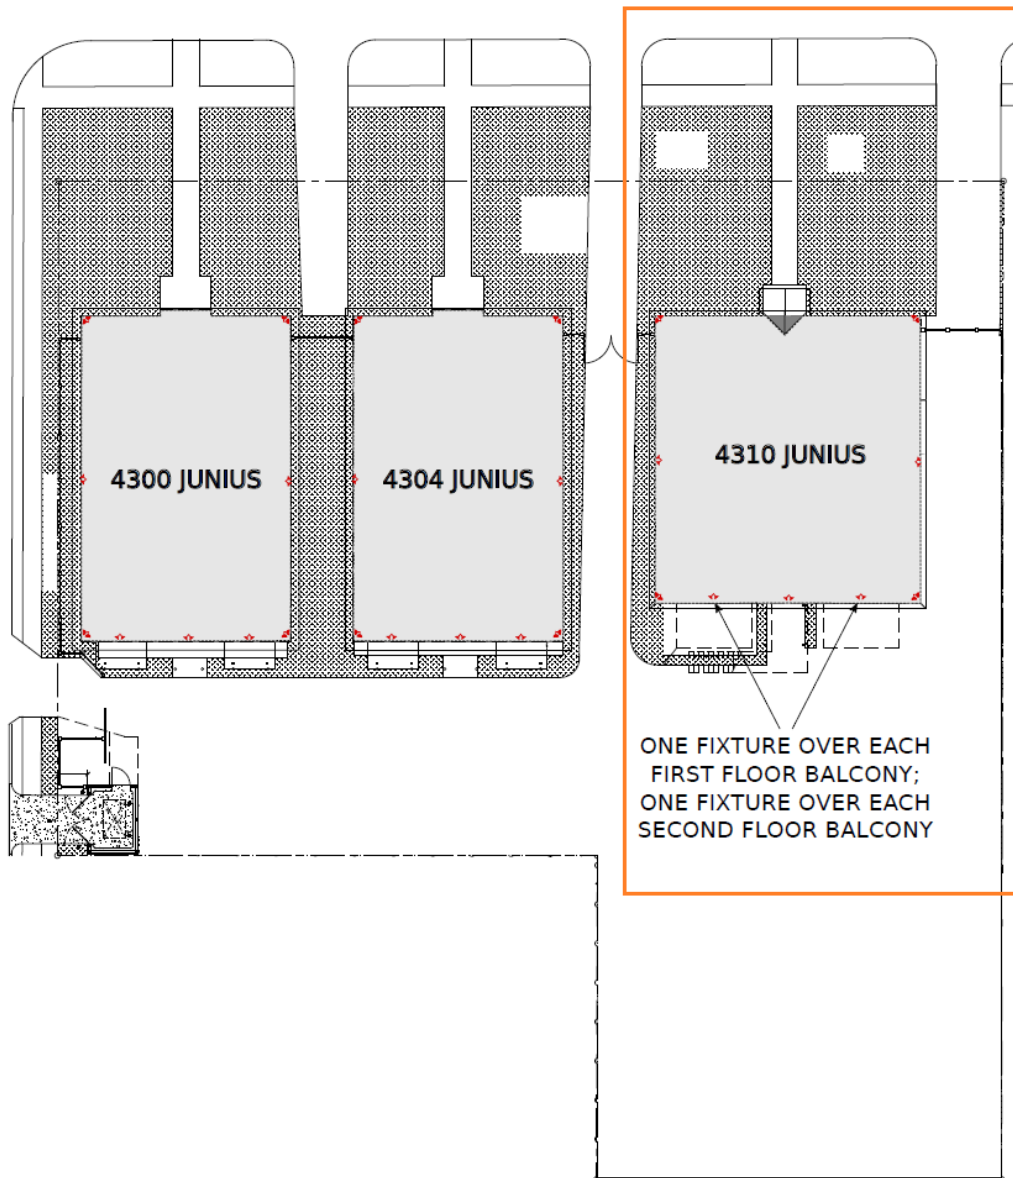 4300 JUNIUS
4304 JUNIUS
4310 JUNIUS
ONE FIXTURE OVER EACH
FIRST FLOOR BALCONY;
ONE FIXTURE OVER EACH
SECOND FLOOR BALCONY